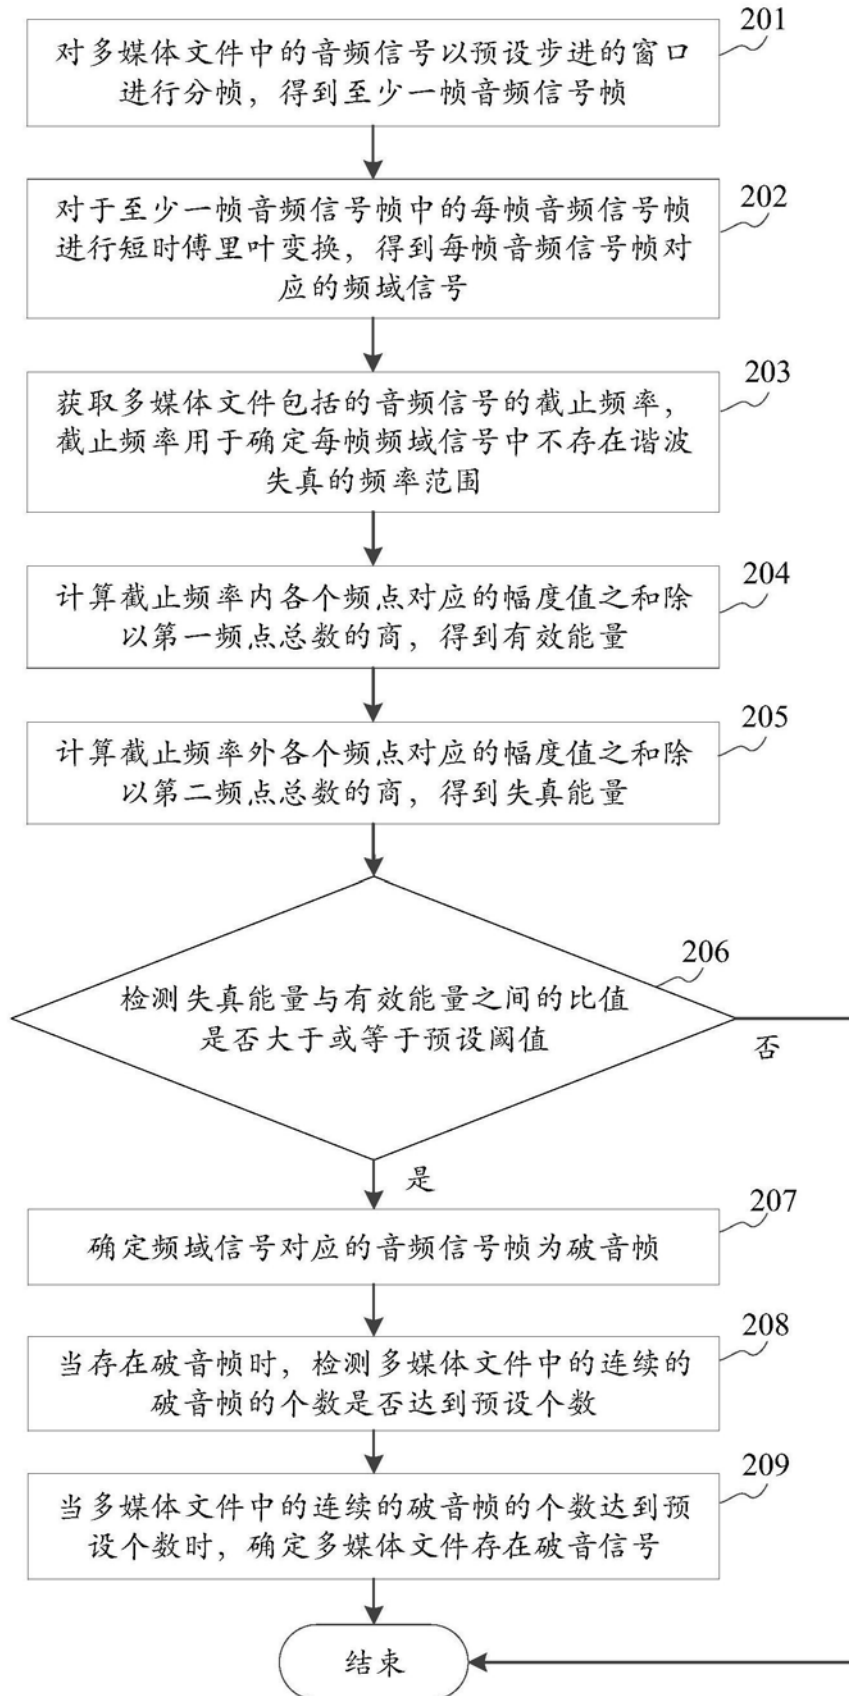 201
对多媒体文件中的音频信号以预设步进的窗口
进行分帧，得到至少一帧音频信号帧
202
对于至少一帧音频信号帧中的每帧音频信号帧
进行短时傅里叶变换，得到每帧音频信号帧对
应的频域信号
203
获取多媒体文件包括的音频信号的截止频率，
截止频率用于确定每帧频域信号中不存在谐波
失真的频率范围
204
计算截止频率内各个频点对应的幅度值之和除
以第一频点总数的商，得到有效能量
205
计算截止频率外各个频点对应的幅度值之和除
以第二频点总数的商，得到失真能量
206
检测失真能量与有效能量之间的比值
是否大于或等于预设阈值
否
是
207
确定频域信号对应的音频信号帧为破音帧
208
当存在破音帧时，检测多媒体文件中的连续的
破音帧的个数是否达到预设个数
209
当多媒体文件中的连续的破音帧的个数达到预
设个数时，确定多媒体文件存在破音信号
结束